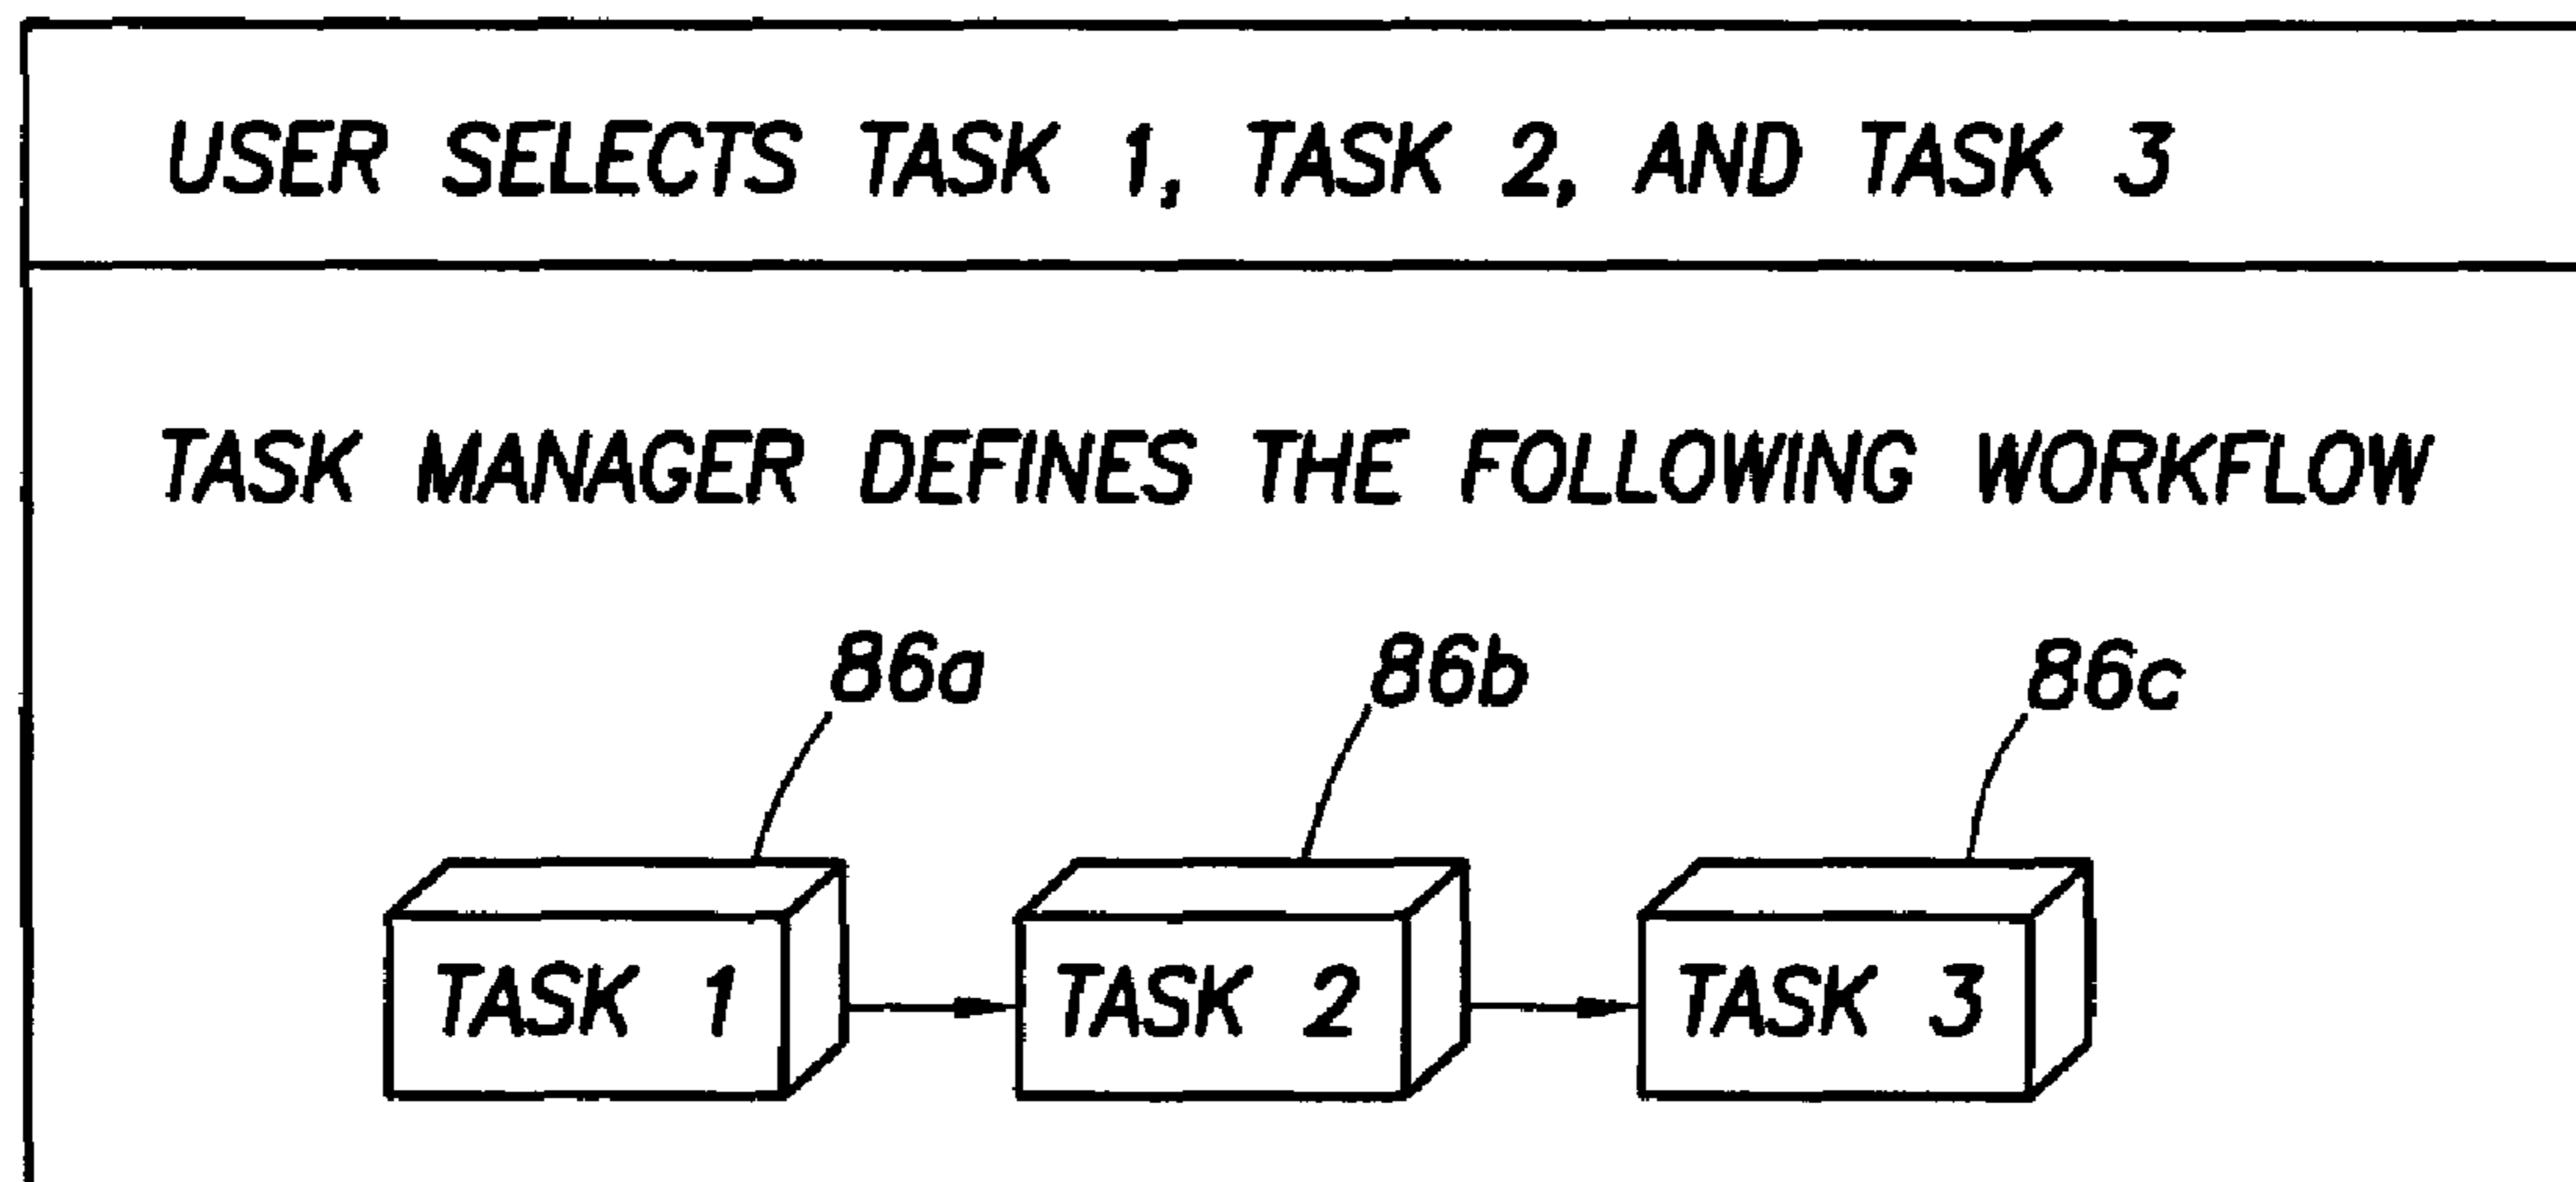 USER SELECTS TASK 1, TASK 2, AND TASK 3
TASK MANAGER DEFINES THE FOLLOWING WORKFLOW
86a 86b 86c
TASK 1 TASK 2 TASK 3